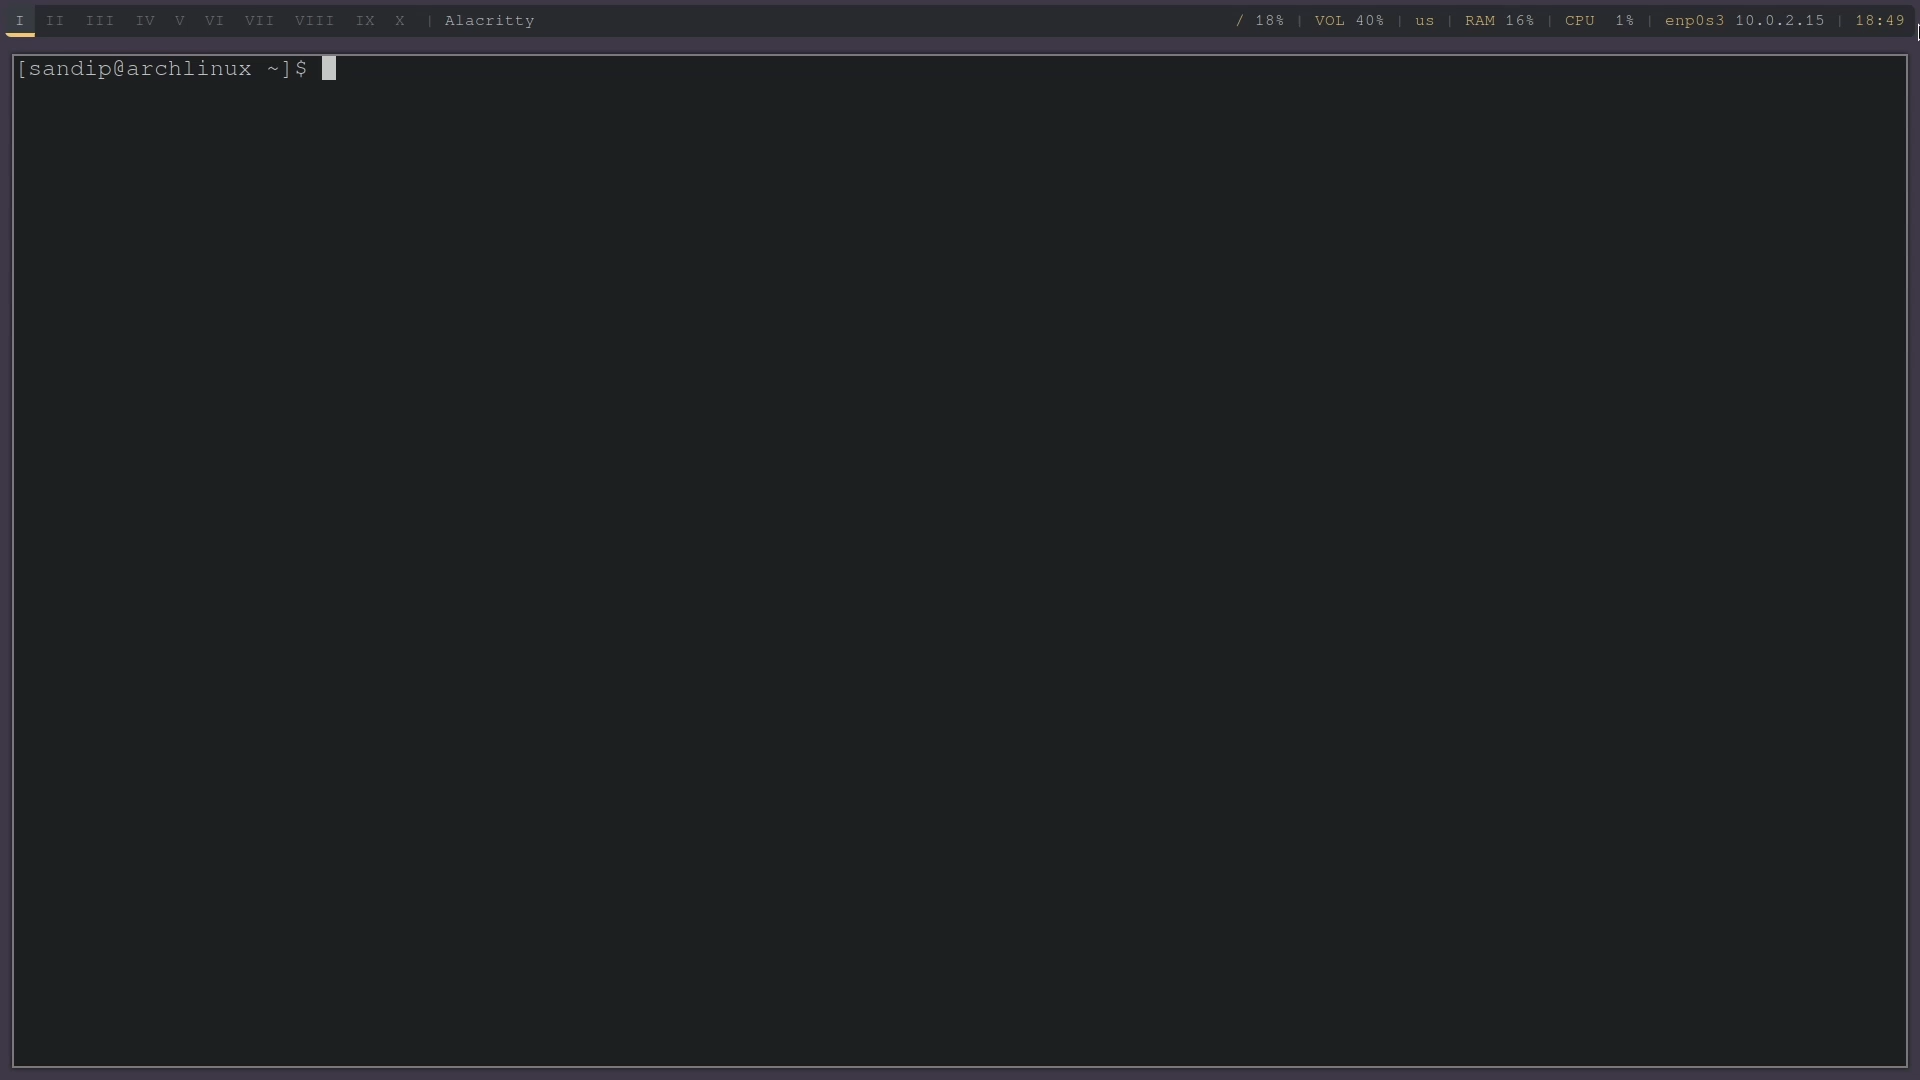 I II III IV V VI VII VIII IX X | Alacritty / 18% | VOL 40% | us | RAM 16% | CPU 1% | enp0s3 10.0.2.15 | 18:49
[sandip@archlinux ~]$